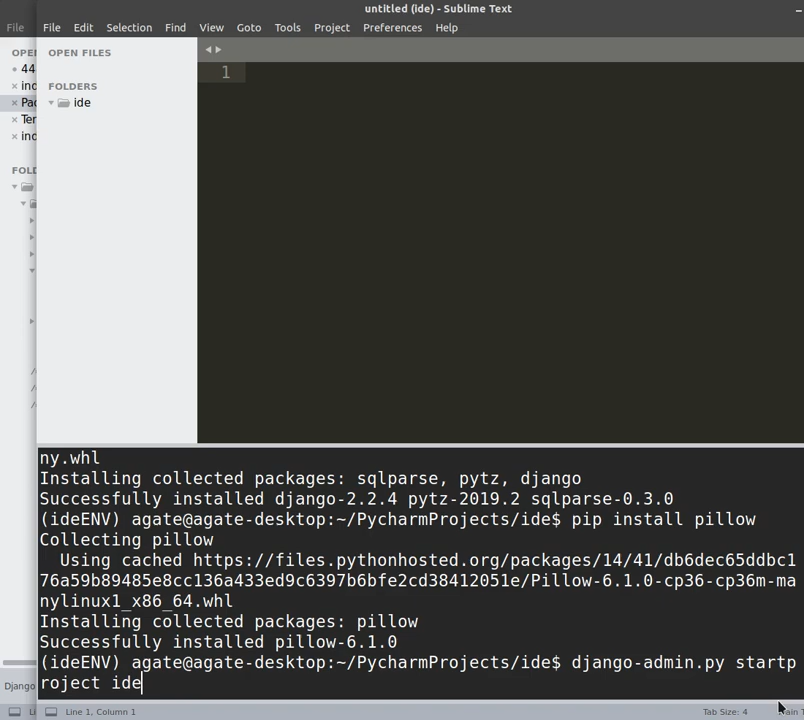 untitled (ide) - Sublime Text
File
File Edit Selection Find View Goto Tools Project Preferences Help
OPEN FILES
44
FOLDERS
ide
1
ny.whl
Installing collected packages: sqlparse, pytz, django
Successfully installed django-2.2.4 pytz-2019.2 sqlparse-0.3.0
(ideENV) agate@agate-desktop:~/PycharmProjects/ide$ pip install pillow
Collecting pillow
Using cached https://files.pythonhosted.org/packages/14/41/db6dec65ddbc1
76a59b89485e8cc136a433ed9c6397b6bfe2cd38412051e/Pillow-6.1.0-cp36-cp36m-ma
nylinux1_x86_64.whl
Installing collected packages: pillow
Successfully installed pillow-6.1.0
(ideENV) agate@agate-desktop:~/PycharmProjects/ide$ django-admin.py startp
roject ide
Django
Line 1, Column 1
Tab Size: 4